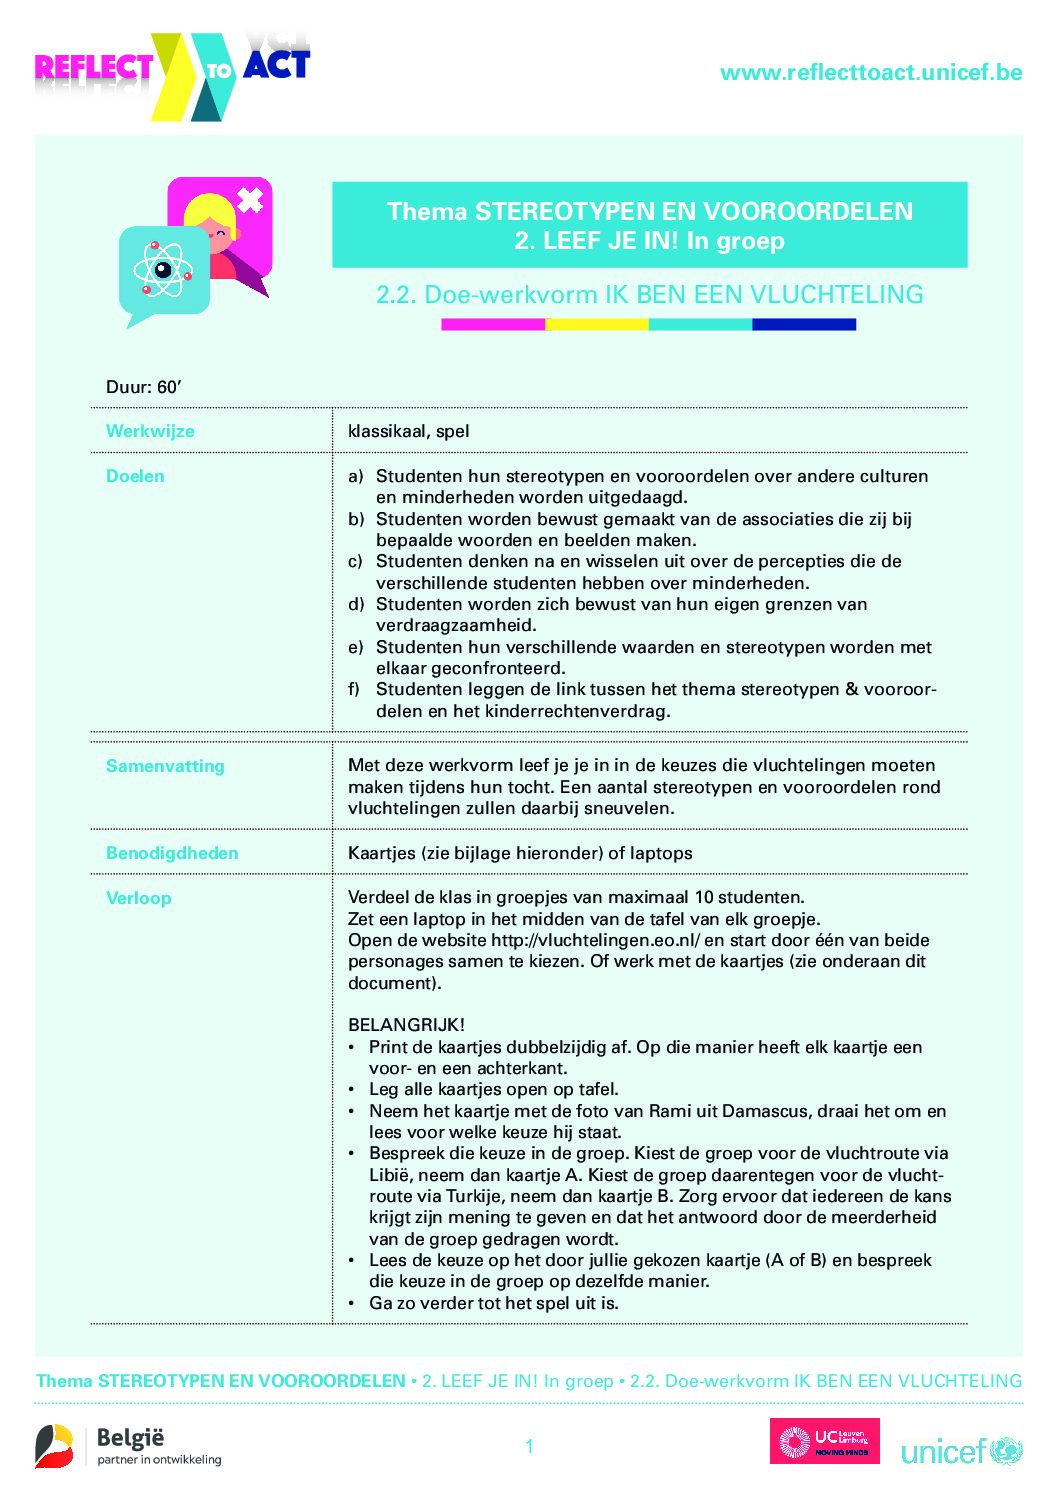 REFLECT TO ACT
www.reflecttoact.unicef.be
Thema STEREOTYPEN EN VOOROORDELEN
2. LEEF JE IN! In groep
2.2. Doe-werkvorm IK BEN EEN VLUCHTELING
Duur: 60’
Werkwijze
klassikaal, spel
Doelen
a) Studenten hun stereotypen en vooroordelen over andere culturen
en minderheden worden uitgedaagd.
b) Studenten worden bewust gemaakt van de associaties die zij bij
bepaalde woorden en beelden maken.
c) Studenten denken na en wisselen uit over de percepties die de
verschillende studenten hebben over minderheden.
d) Studenten worden zich bewust van hun eigen grenzen van
verdraagzaamheid.
e) Studenten hun verschillende waarden en stereotypen worden met
elkaar geconfronteerd.
f) Studenten leggen de link tussen het thema stereotypen & vooroor-
delen en het kinderrechtenverdrag.
Samenvatting
Met deze werkvorm leef je je in in de keuzes die vluchtelingen moeten
maken tijdens hun tocht. Een aantal stereotypen en vooroordelen rond
vluchtelingen zullen daarbij sneuvelen.
Benodigdheden
Kaartjes (zie bijlage hieronder) of laptops
Verloop
Verdeel de klas in groepjes van maximaal 10 studenten.
Zet een laptop in het midden van de tafel van elk groepje.
Open de website http://vluchtelingen.eo.nl/ en start door één van beide
personages samen te kiezen. Of werk met de kaartjes (zie onderaan dit
document).
BELANGRIJK!
• Print de kaartjes dubbelzijdig af. Op die manier heeft elk kaartje een
voor- en een achterkant.
• Leg alle kaartjes open op tafel.
• Neem het kaartje met de foto van Rami uit Damascus, draai het om en
lees voor welke keuze hij staat.
• Bespreek die keuze in de groep. Kiest de groep voor de vluchtroute via
Libië, neem dan kaartje A. Kiest de groep daarentegen voor de vlucht-
route via Turkije, neem dan kaartje B. Zorg ervoor dat iedereen de kans
krijgt zijn mening te geven en dat het antwoord door de meerderheid
van de groep gedragen wordt.
• Lees de keuze op het door jullie gekozen kaartje (A of B) en bespreek
die keuze in de groep op dezelfde manier.
• Ga zo verder tot het spel uit is.
Thema STEREOTYPEN EN VOOROORDELEN • 2. LEEF JE IN! In groep • 2.2. Doe-werkvorm IK BEN EEN VLUCHTELING
België
partner in ontwikkeling
1
UC Leuven
Limburg
MOVING MINDS
unicef